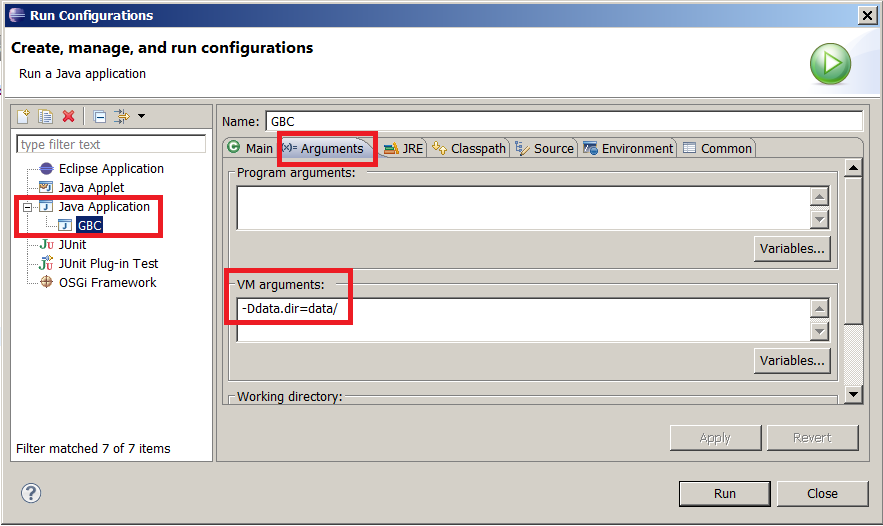 Run Configurations
Create, manage, and run configurations
Run a Java application
type filter text
Eclipse Application
Java Applet
Java Application
GBC
JUnit
JUnit Plug-in Test
OSGi Framework
Filter matched 7 of 7 items
Name: GBC
Main (x)= Arguments JRE Classpath Source Environment Common
Program arguments:
Variables...
VM arguments:
-Ddata.dir=data/
Variables...
Working directory:
Apply Revert
? Run Close